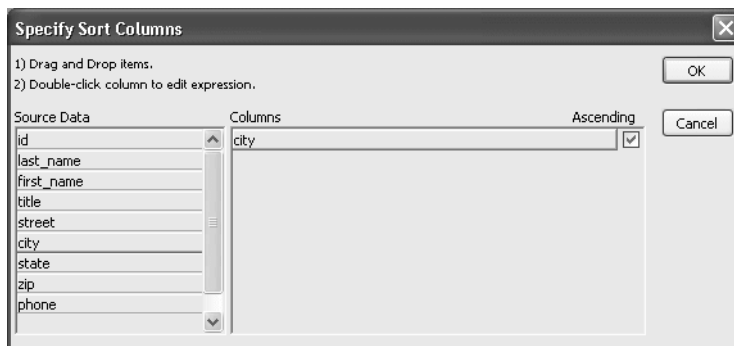 Specify Sort Columns
1) Drag and Drop items.
2) Double-click column to edit expression.
OK
Cancel
Source Data
id
last_name
first_name
title
street
city
state
zip
phone
Columns
Ascending
city